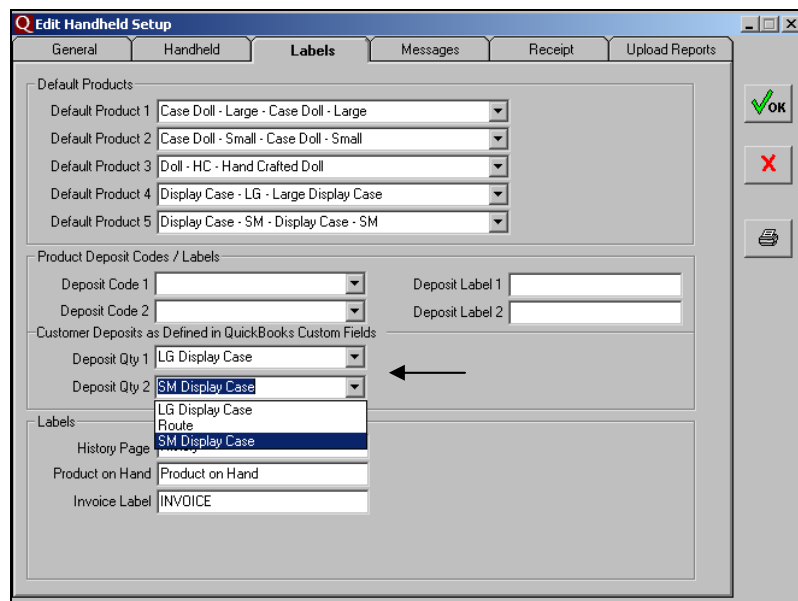 Edit Handheld Setup
General Handheld Labels Messages Receipt Upload Reports
Default Products
Default Product 1 Case Doll - Large - Case Doll - Large
Default Product 2 Case Doll - Small - Case Doll - Small
Default Product 3 Doll - HC - Hand Crafted Doll
Default Product 4 Display Case - LG - Large Display Case
Default Product 5 Display Case - SM - Display Case - SM
OK
X
Product Deposit Codes / Labels
Deposit Code 1 Deposit Label 1
Deposit Code 2 Deposit Label 2
Customer Deposits as Defined in QuickBooks Custom Fields
Deposit Qty 1 LG Display Case
Deposit Qty 2 SM Display Case
LG Display Case
Route
SM Display Case
Labels
History Page
Product on Hand Product on Hand
Invoice Label INVOICE